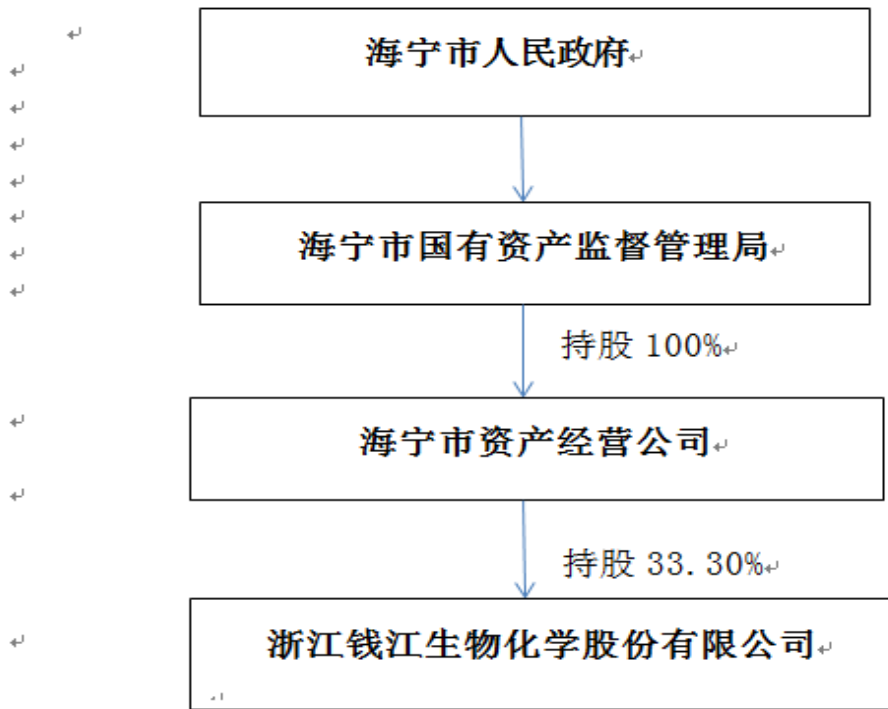 海宁市人民政府
海宁市国有资产监督管理局
持股 100%
海宁市资产经营公司
持股 33.30%
浙江钱江生物化学股份有限公司